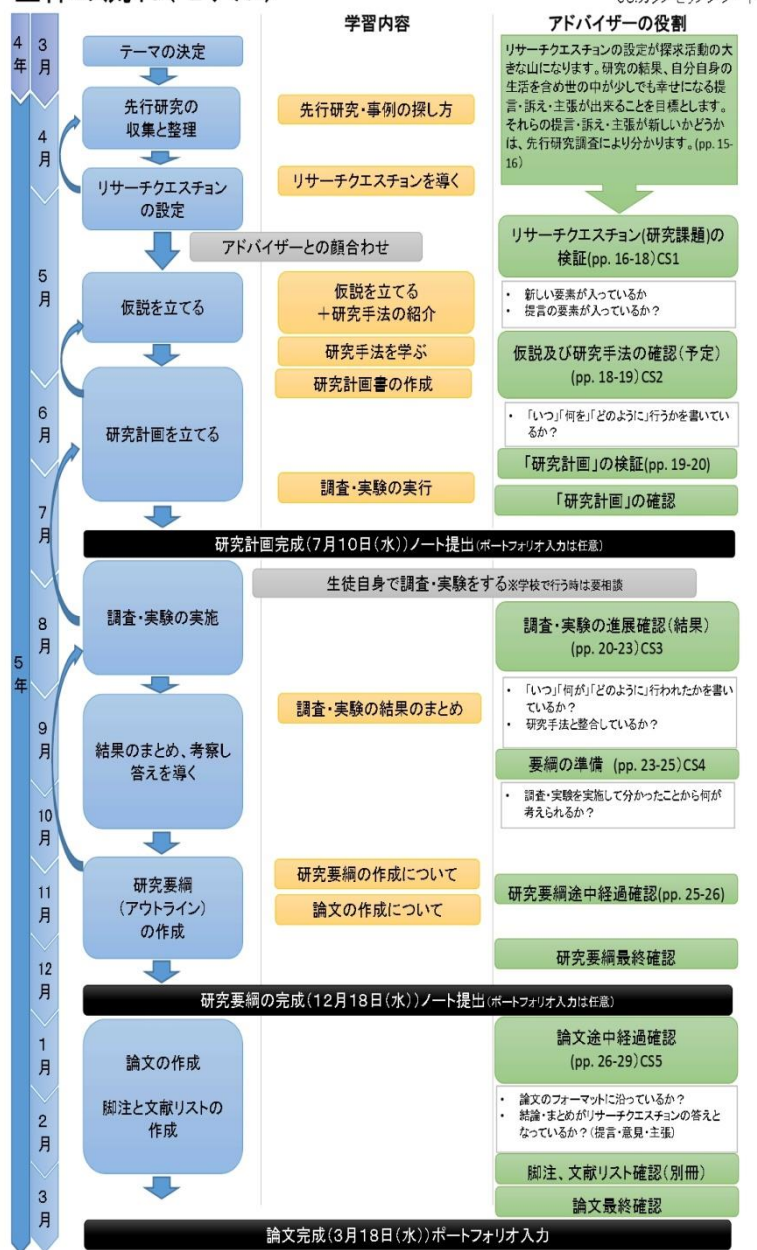 学習内容
アドバイザーの役割
4年
3月
テーマの決定
リサーチクエスチョンの設定が探求活動の大
きな山になります。研究の結果、自分自身の
生活を含め世の中が少しでも幸せになる提
言・訴え・主張が出来ることを目標とします。
それらの提言・訴え・主張が新しいかどうか
は、先行研究調査により分かります。(pp. 15-
16)
5年
4月
先行研究の
収集と整理
先行研究・事例の探し方
リサーチクエスチョン
の設定
リサーチクエスチョンを導く
アドバイザーとの顔合わせ
リサーチクエスチョン(研究課題)の
検証(pp. 16-18)CS1
・ 新しい要素が入っているか
・ 提言の要素が入っているか？
5月
仮説を立てる
仮説を立てる
＋研究手法の紹介
研究手法を学ぶ
仮説及び研究手法の確認(予定)
(pp. 18-19)CS2
研究計画書の作成
6月
研究計画を立てる
・ 「いつ」「何を」「どのように」行うかを書いてい
るか？
「研究計画」の検証(pp. 19-20)
調査・実験の実行
「研究計画」の確認
7月
研究計画完成(7月10日(水))ノート提出(ポートフォリオ入力は任意)
生徒自身で調査・実験をする※学校で行う時は要相談
調査・実験の実施
8月
調査・実験の進展確認(結果)
(pp. 20-23)CS3
・ 「いつ」「何が」「どのように」行われたかを書い
ているか？
・ 研究手法と整合しているか？
調査・実験の結果のまとめ
9月
結果のまとめ、考察し
答えを導く
要綱の準備 (pp. 23-25)CS4
・ 調査・実験を実施して分かったことから何が
考えられるか？
10月
11月
研究要綱
(アウトライン)
の作成
研究要綱の作成について
論文の作成について
研究要綱途中経過確認(pp. 25-26)
研究要綱最終確認
12月
研究要綱の完成(12月18日(水))ノート提出(ポートフォリオ入力は任意)
1月
論文の作成
脚注と文献リストの
作成
論文途中経過確認
(pp. 26-29)CS5
・ 論文のフォーマットに沿っているか？
・ 結論・まとめがリサーチクエスチョンの答えと
なっているか？(提言・意見・主張)
2月
脚注、文献リスト確認(別冊)
論文最終確認
3月
論文完成(3月18日(水))ポートフォリオ入力